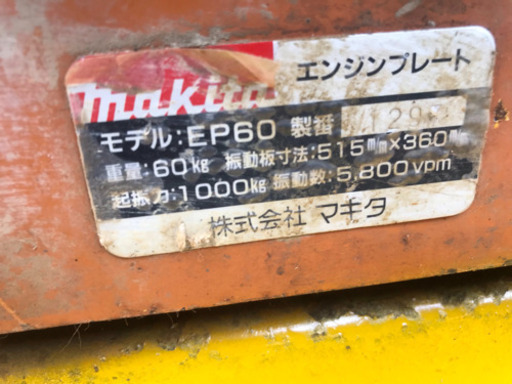 エンジンプレート
makita
モデル:EP60 製番
重量:60kg 振動板寸法:515mm×360mm
起振力:1000kg 振動数:5,800vpm
株式会社 マキタ